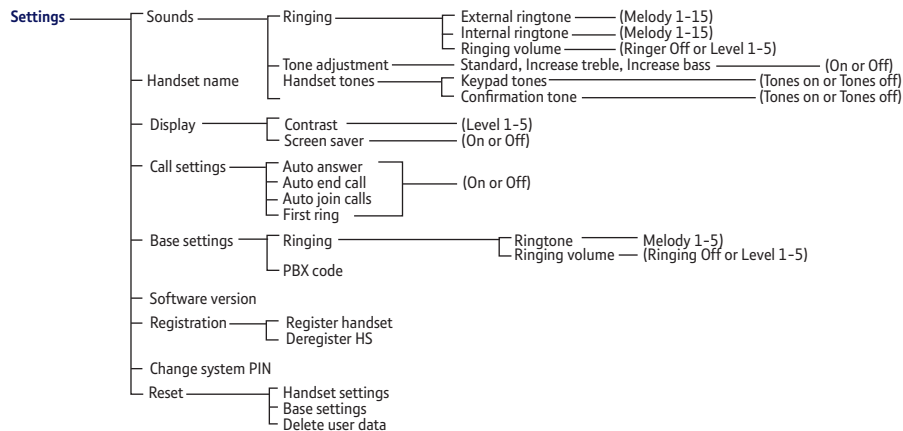 Settings Sounds Ringing External ringtone (Melody 1-15)
Internal ringtone (Melody 1-15)
Ringing volume (Ringer Off or Level 1-5)
Tone adjustment Standard, Increase treble, Increase bass (On or Off)
Handset name Handset tones Keypad tones (Tones on or Tones off)
Confirmation tone (Tones on or Tones off)
Display Contrast (Level 1-5)
Screen saver (On or Off)
Call settings Auto answer
Auto end call (On or Off)
Auto join calls
First ring
Base settings Ringing Ringtone Melody 1-5)
Ringing volume (Ringing Off or Level 1-5)
PBX code
Software version
Registration Register handset
Deregister HS
Change system PIN
Reset Handset settings
Base settings
Delete user data